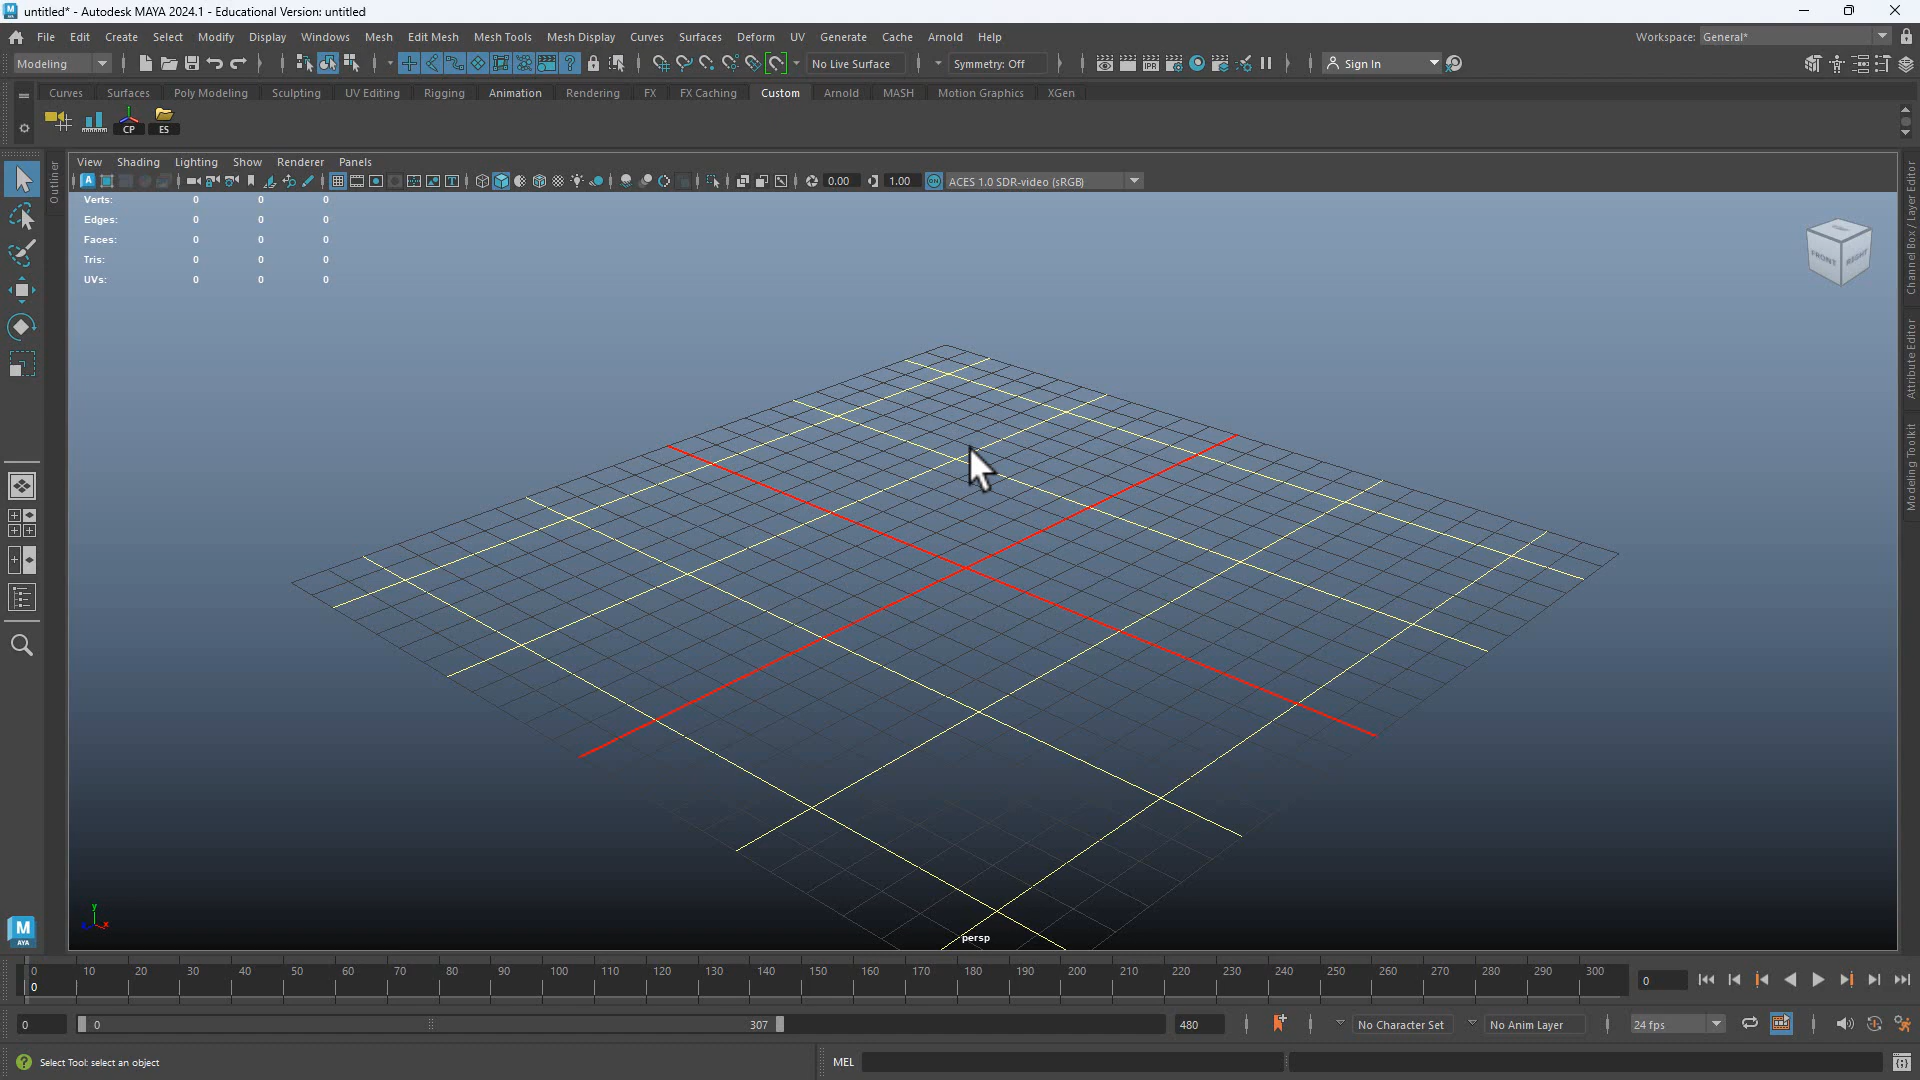 untitled* - Autodesk MAYA 2024.1 - Educational Version: untitled
File Edit Create Select Modify Display Windows Mesh Edit Mesh Mesh Tools Mesh Display Curves Surfaces Deform UV Generate Cache Arnold Help
Workspace: General*
Modeling
No Live Surface
Symmetry: Off
IPR
Sign In
Curves Surfaces Poly Modeling Sculpting UV Editing Rigging Animation Rendering FX FX Caching Custom Arnold MASH Motion Graphics XGen
CP
ES
Outliner
View Shading Lighting Show Renderer Panels
0.00
1.00
ON
ACES 1.0 SDR-video (sRGB)
Verts: 0 0 0
Edges: 0 0 0
Faces: 0 0 0
Tris: 0 0 0
UVs: 0 0 0
FRONT
RIGHT
Channel Box / Layer Editor
Attribute Editor
Modeling Toolkit
persp
y
x
M
AYA
0 10 20 30 40 50 60 70 80 90 100 110 120 130 140 150 160 170 180 190 200 210 220 230 240 250 260 270 280 290 300
0
0
0
0
307
480
No Character Set
No Anim Layer
24 fps
Select Tool: select an object
MEL